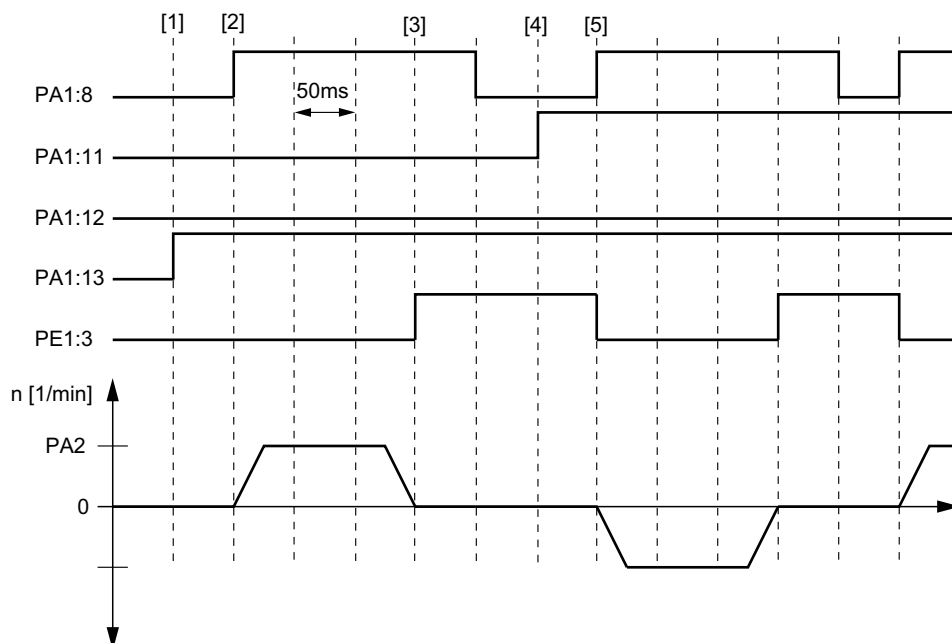 [1] [2] [3] [4] [5]
PA1:8
50ms
PA1:11
PA1:12
PA1:13
PE1:3
n [1/min]
PA2
0